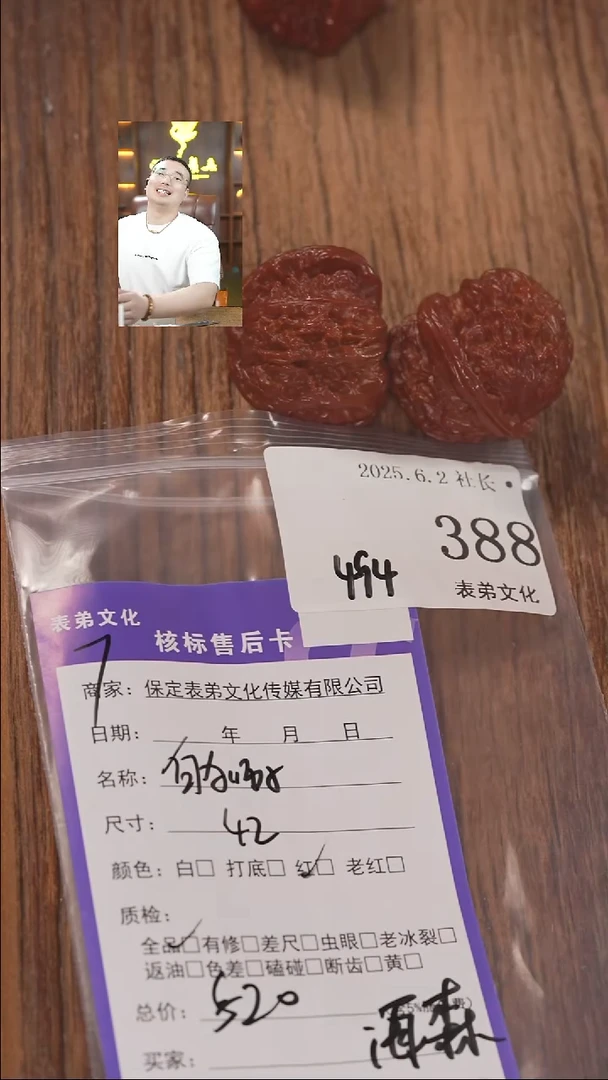 2025.6.2 社长
388
494
表弟文化
表弟文化
核标售后卡
商家：保定表弟文化传媒有限公司
日期： 年 月 日
名称：
尺寸： 42
颜色：白□ 打底□ 红□ 老红□
质检：
全品□有修□差尺□虫眼□老冰裂□
返油□色差□磕碰□断齿□黄□
总价： 520
买家：